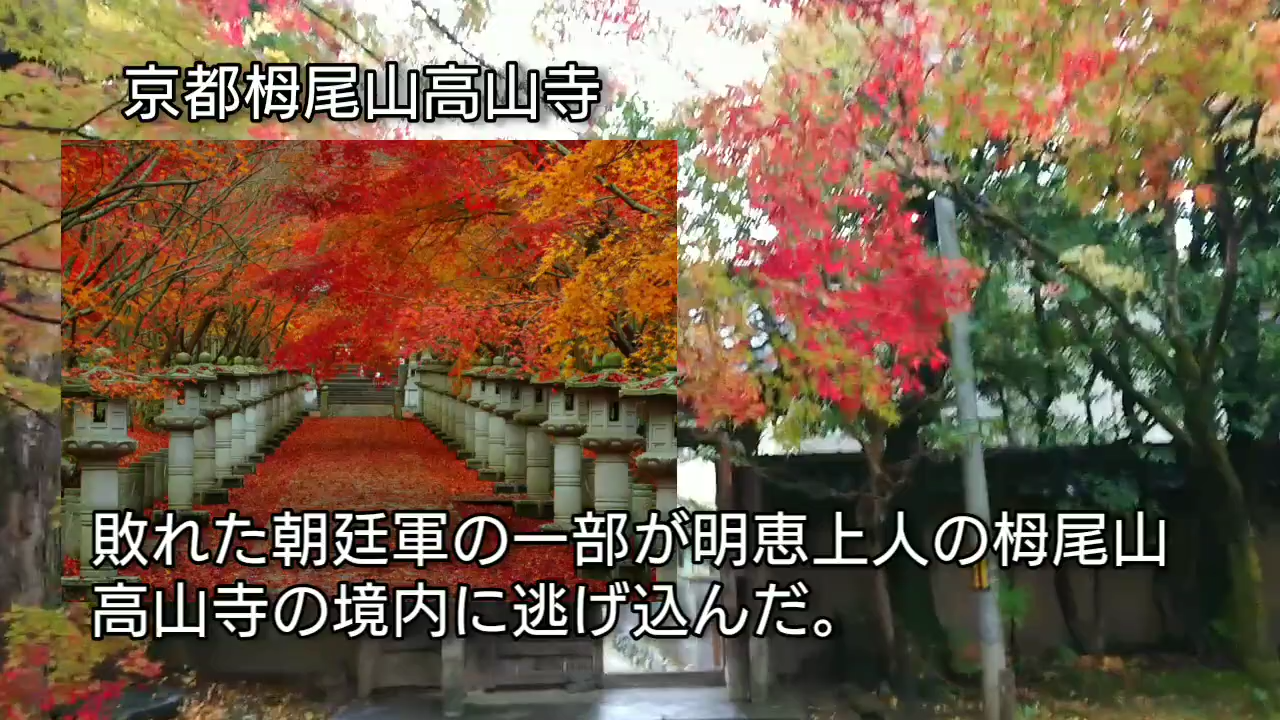 京都栂尾山高山寺
敗れた朝廷軍の一部が明恵上人の栂尾山
高山寺の境内に逃げ込んだ。